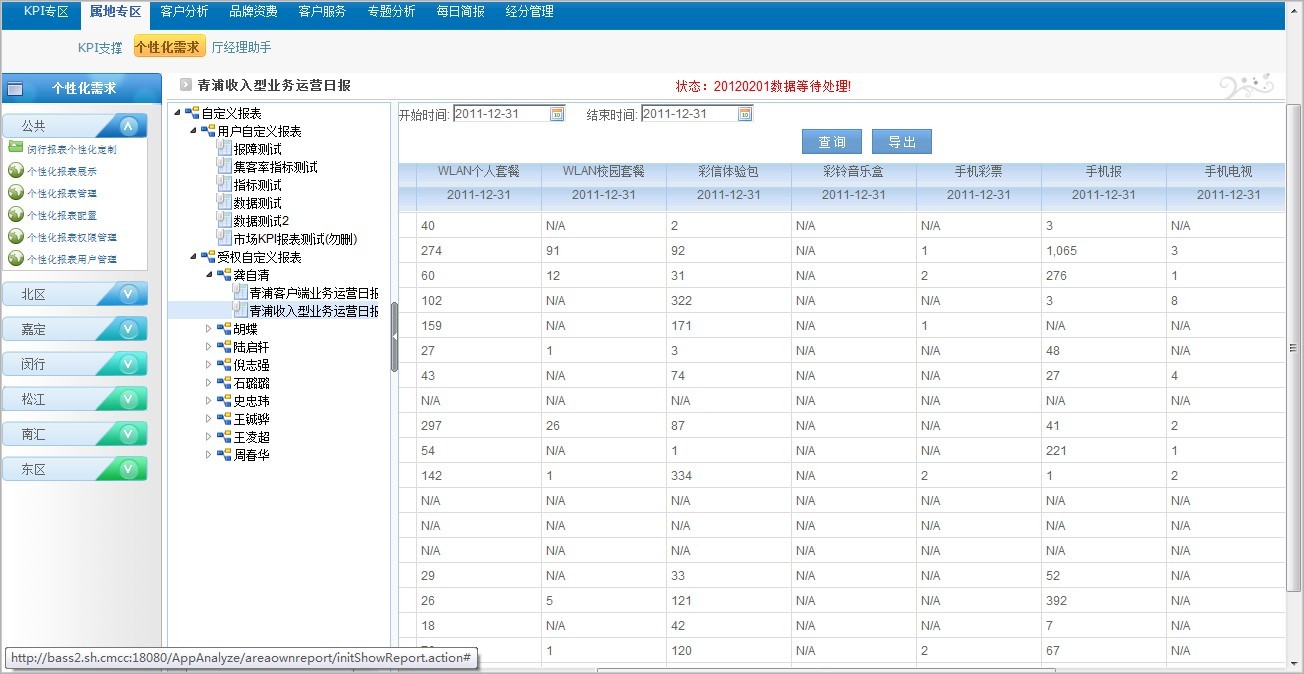 KPI专区 属地专区 客户分析 品牌资费 客户服务 专题分析 每日简报 经分管理
KPI支撑 个性化需求 厅经理助手
个性化需求
公共
闵行报表个性化定制
个性化报表展示
个性化报表管理
个性化报表配置
个性化报表权限管理
个性化报表用户管理
北区
嘉定
闵行
松江
南汇
东区
青浦收入型业务运营日报
状态：20120201数据等待处理!
自定义报表
用户自定义报表
报障测试
集客率指标测试
指标测试
数据测试
数据测试2
市场KPI报表测试(勿删)
受权自定义报表
龚自清
青浦客户端业务运营日报
青浦收入型业务运营日报
胡蝶
陆启轩
倪志强
石璐璐
史忠玮
王铖骅
王凌超
周春华
开始时间: 2011-12-31 结束时间: 2011-12-31
查询 导出
WLAN个人套餐 WLAN校园套餐 彩信体验包 彩铃音乐盒 手机彩票 手机报 手机电视
2011-12-31 2011-12-31 2011-12-31 2011-12-31 2011-12-31 2011-12-31 2011-12-31
40 N/A 2 N/A N/A 3 N/A
274 91 92 N/A 1 1,065 3
60 12 31 N/A 2 276 1
102 N/A 322 N/A N/A 3 8
159 N/A 171 N/A 1 N/A N/A
27 1 3 N/A N/A 48 N/A
43 N/A 74 N/A N/A 27 4
N/A N/A N/A N/A N/A N/A N/A
297 26 87 N/A N/A 41 2
54 N/A 1 N/A N/A 221 1
142 1 334 N/A 2 1 2
N/A N/A N/A N/A N/A N/A N/A
N/A N/A N/A N/A N/A N/A N/A
N/A N/A N/A N/A N/A N/A N/A
29 N/A 33 N/A N/A 52 N/A
26 5 121 N/A N/A 392 N/A
18 N/A 42 N/A N/A 7 N/A
1 120 N/A 2 67 N/A
http://bass2.sh.cmcc:18080/AppAnalyze/areaownreport/initShowReport.action#